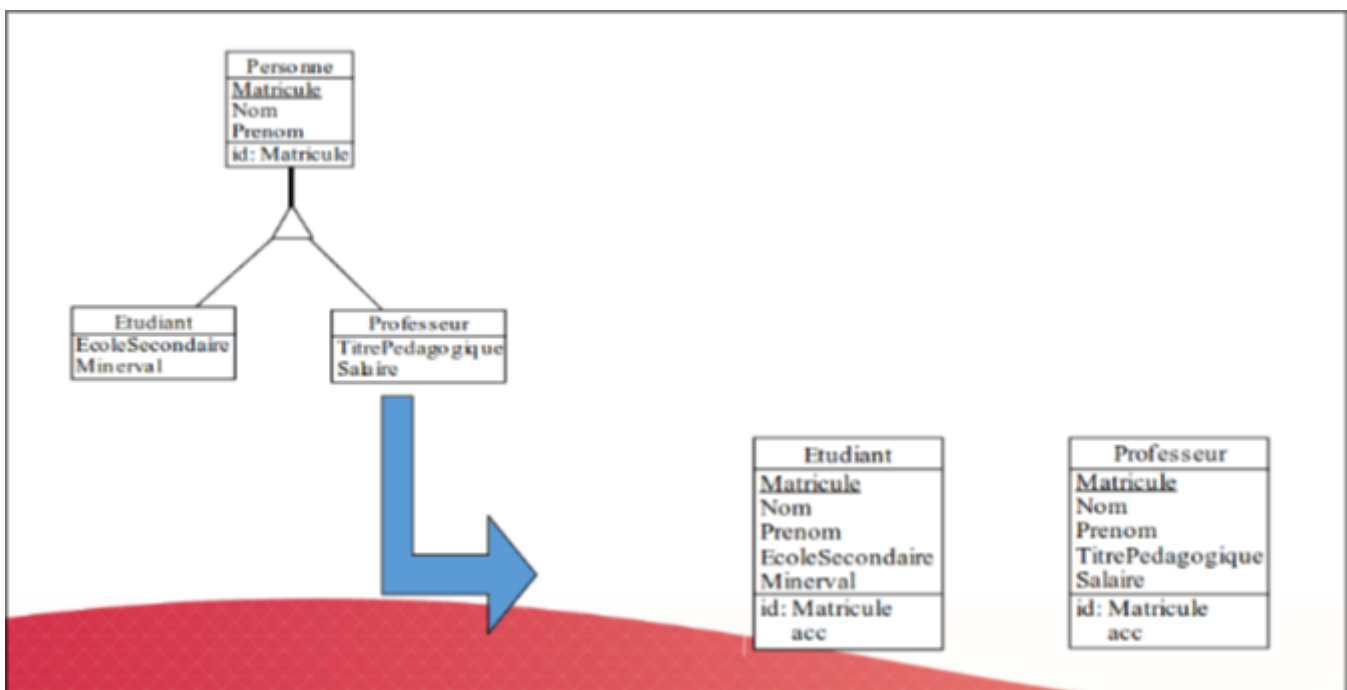 Personne
Matricule
Nom
Prenom
id: Matricule
Etudiant
EcoleSecondaire
Minerval
Professeur
TitrePedagogique
Salaire
Etudiant
Matricule
Nom
Prenom
EcoleSecondaire
Minerval
id: Matricule
acc
Professeur
Matricule
Nom
Prenom
TitrePedagogique
Salaire
id: Matricule
acc